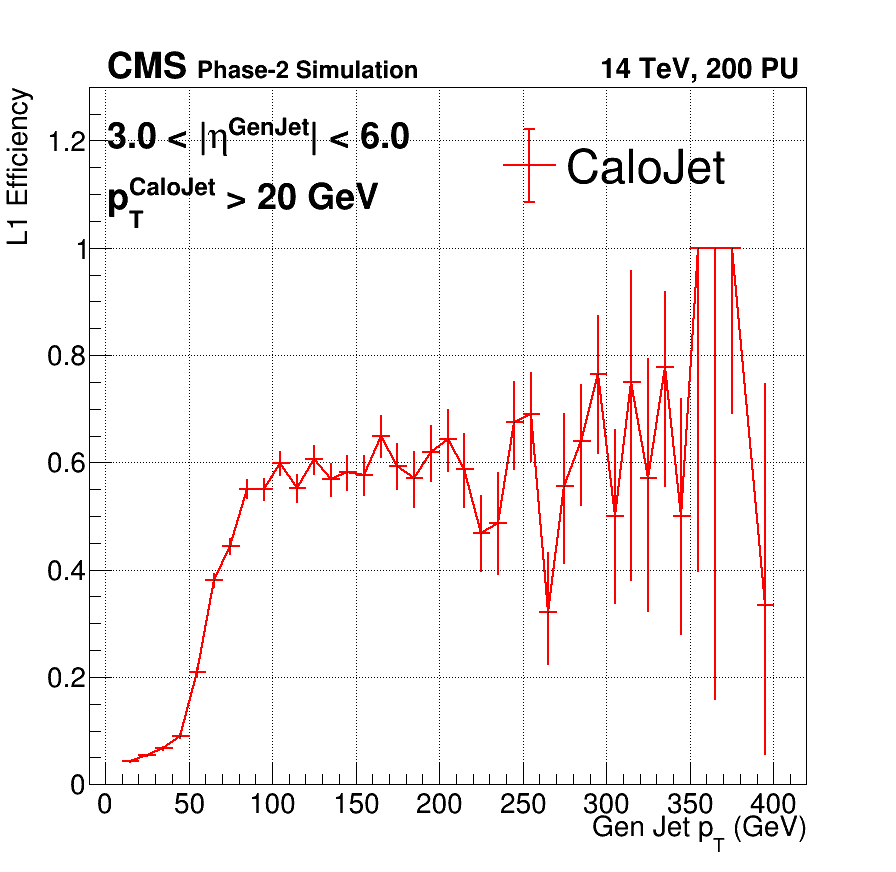 CMS Phase-2 Simulation
14 TeV, 200 PU
3.0 < |η^GenJet| < 6.0
p_T^CaloJet > 20 GeV
CaloJet
L1 Efficiency
1.2
1
0.8
0.6
0.4
0.2
0
0 50 100 150 200 250 300 350 400
Gen Jet p_T (GeV)